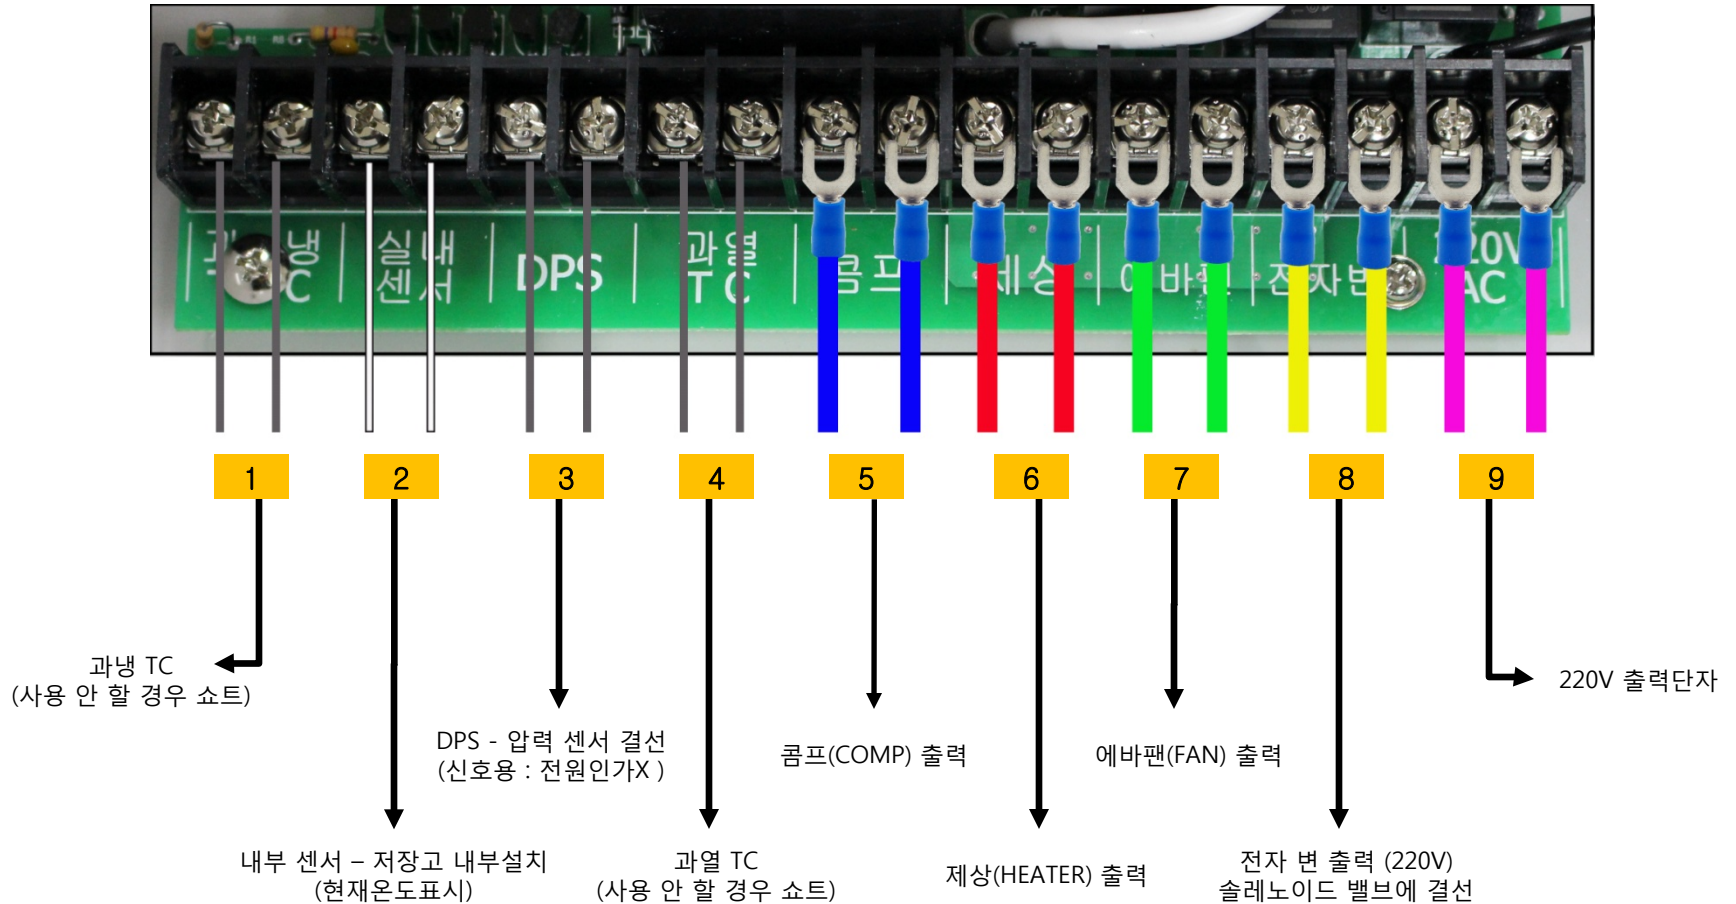 과냉
TC
실내
센서
DPS
과열
TC
콤프
제상
에바팬
전자변
220V
AC
1
2
3
4
5
6
7
8
9
과냉 TC
(사용 안 할 경우 쇼트)
220V 출력단자
DPS - 압력 센서 결선
(신호용 : 전원인가X )
콤프(COMP) 출력
에바팬(FAN) 출력
내부 센서 – 저장고 내부설치
(현재온도표시)
과열 TC
(사용 안 할 경우 쇼트)
제상(HEATER) 출력
전자 변 출력 (220V)
솔레노이드 밸브에 결선